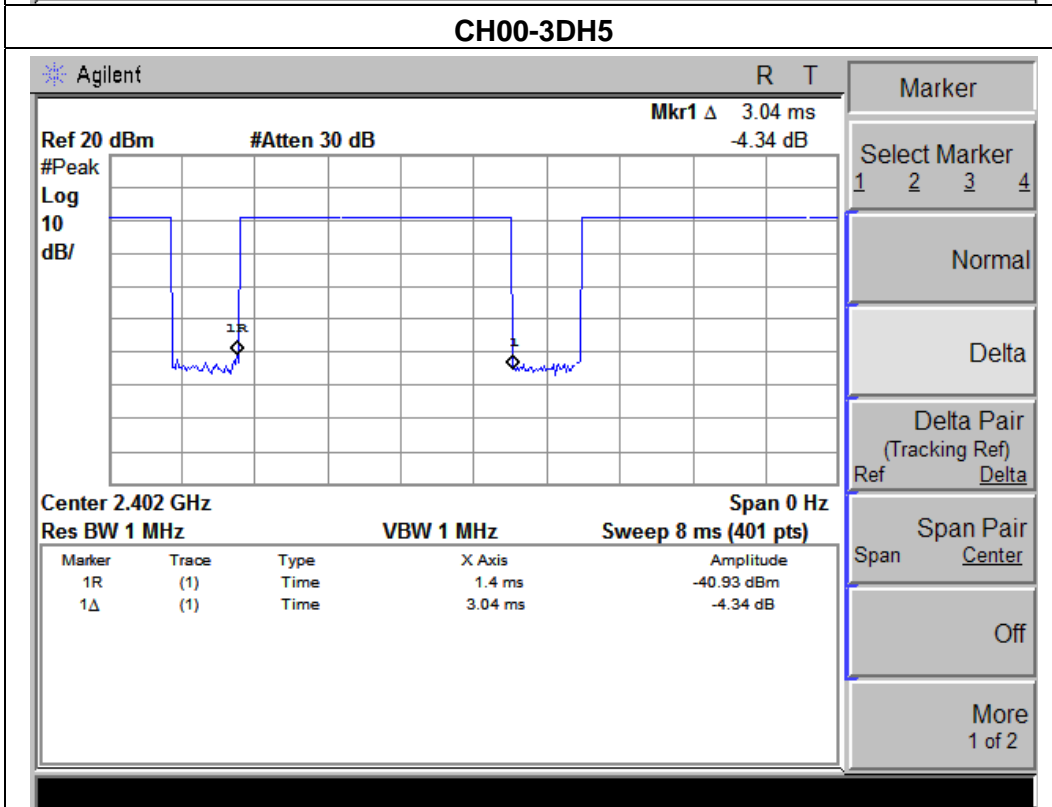 CH00-3DH5
Agilent R T
Mkr1 Δ 3.04 ms
Ref 20 dBm #Atten 30 dB -4.34 dB
#Peak
Log
10
dB/
1R
1
Center 2.402 GHz Span 0 Hz
Res BW 1 MHz VBW 1 MHz Sweep 8 ms (401 pts)
Marker Trace Type X Axis Amplitude
1R (1) Time 1.4 ms -40.93 dBm
1Δ (1) Time 3.04 ms -4.34 dB
Marker
Select Marker
1 2 3 4
Normal
Delta
Delta Pair
(Tracking Ref)
Ref Delta
Span Pair
Span Center
Off
More
1 of 2